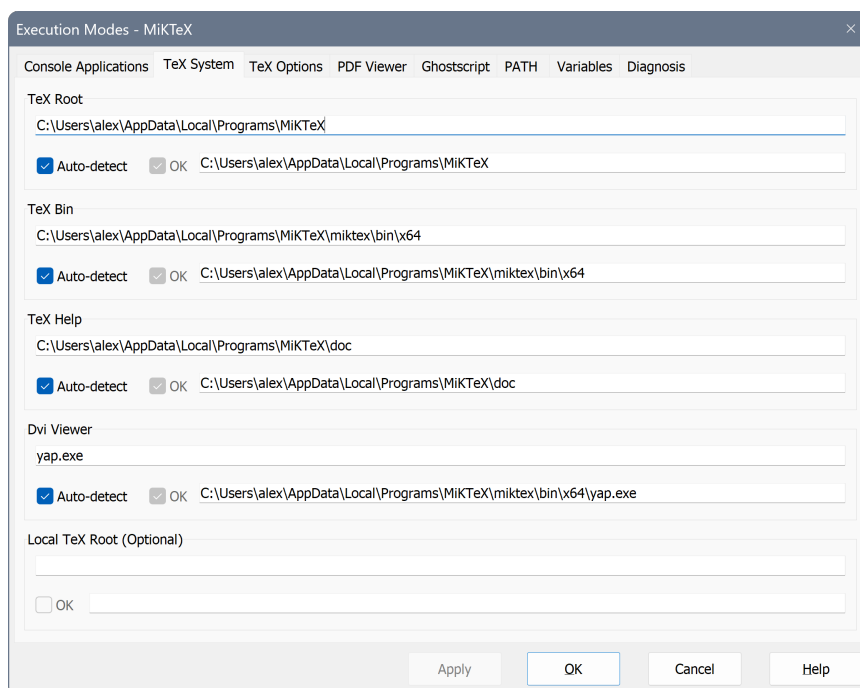 Execution Modes - MiKTeX
Console Applications TeX System TeX Options PDF Viewer Ghostscript PATH Variables Diagnosis
TeX Root
C:\Users\alex\AppData\Local\Programs\MiKTeX
Auto-detect OK C:\Users\alex\AppData\Local\Programs\MiKTeX
TeX Bin
C:\Users\alex\AppData\Local\Programs\MiKTeX\miktex\bin\x64
Auto-detect OK C:\Users\alex\AppData\Local\Programs\MiKTeX\miktex\bin\x64
TeX Help
C:\Users\alex\AppData\Local\Programs\MiKTeX\doc
Auto-detect OK C:\Users\alex\AppData\Local\Programs\MiKTeX\doc
Dvi Viewer
yap.exe
Auto-detect OK C:\Users\alex\AppData\Local\Programs\MiKTeX\miktex\bin\x64\yap.exe
Local TeX Root (Optional)
OK
Apply OK Cancel Help